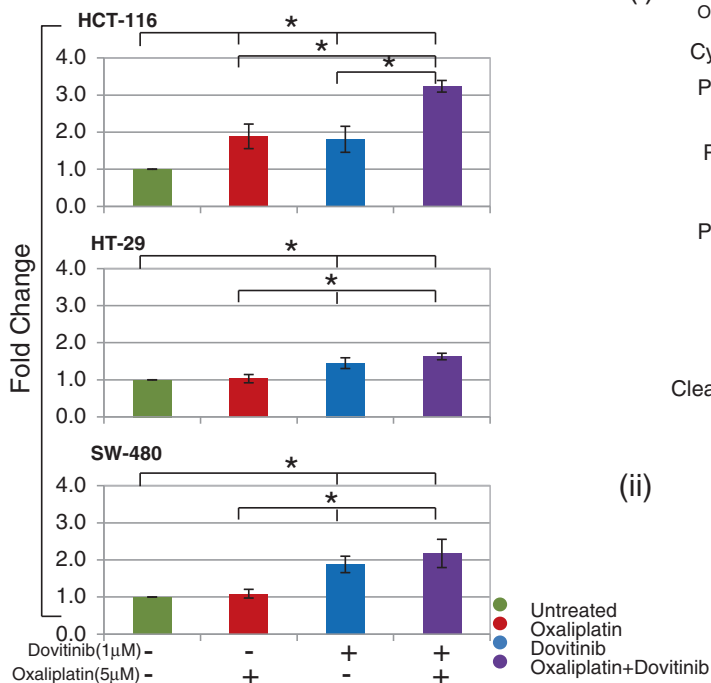 HCT-116
*
*
*
4.0
3.0
2.0
1.0
0.0
HT-29
*
*
4.0
3.0
2.0
1.0
0.0
SW-480
*
*
4.0
3.0
2.0
1.0
0.0
Fold Change
Dovitinib(1µM) - - + +
Oxaliplatin(5µM) - + - +
Untreated
Oxaliplatin
Dovitinib
Oxaliplatin+Dovitinib
O
Cy
P
F
P
Clea
(ii)